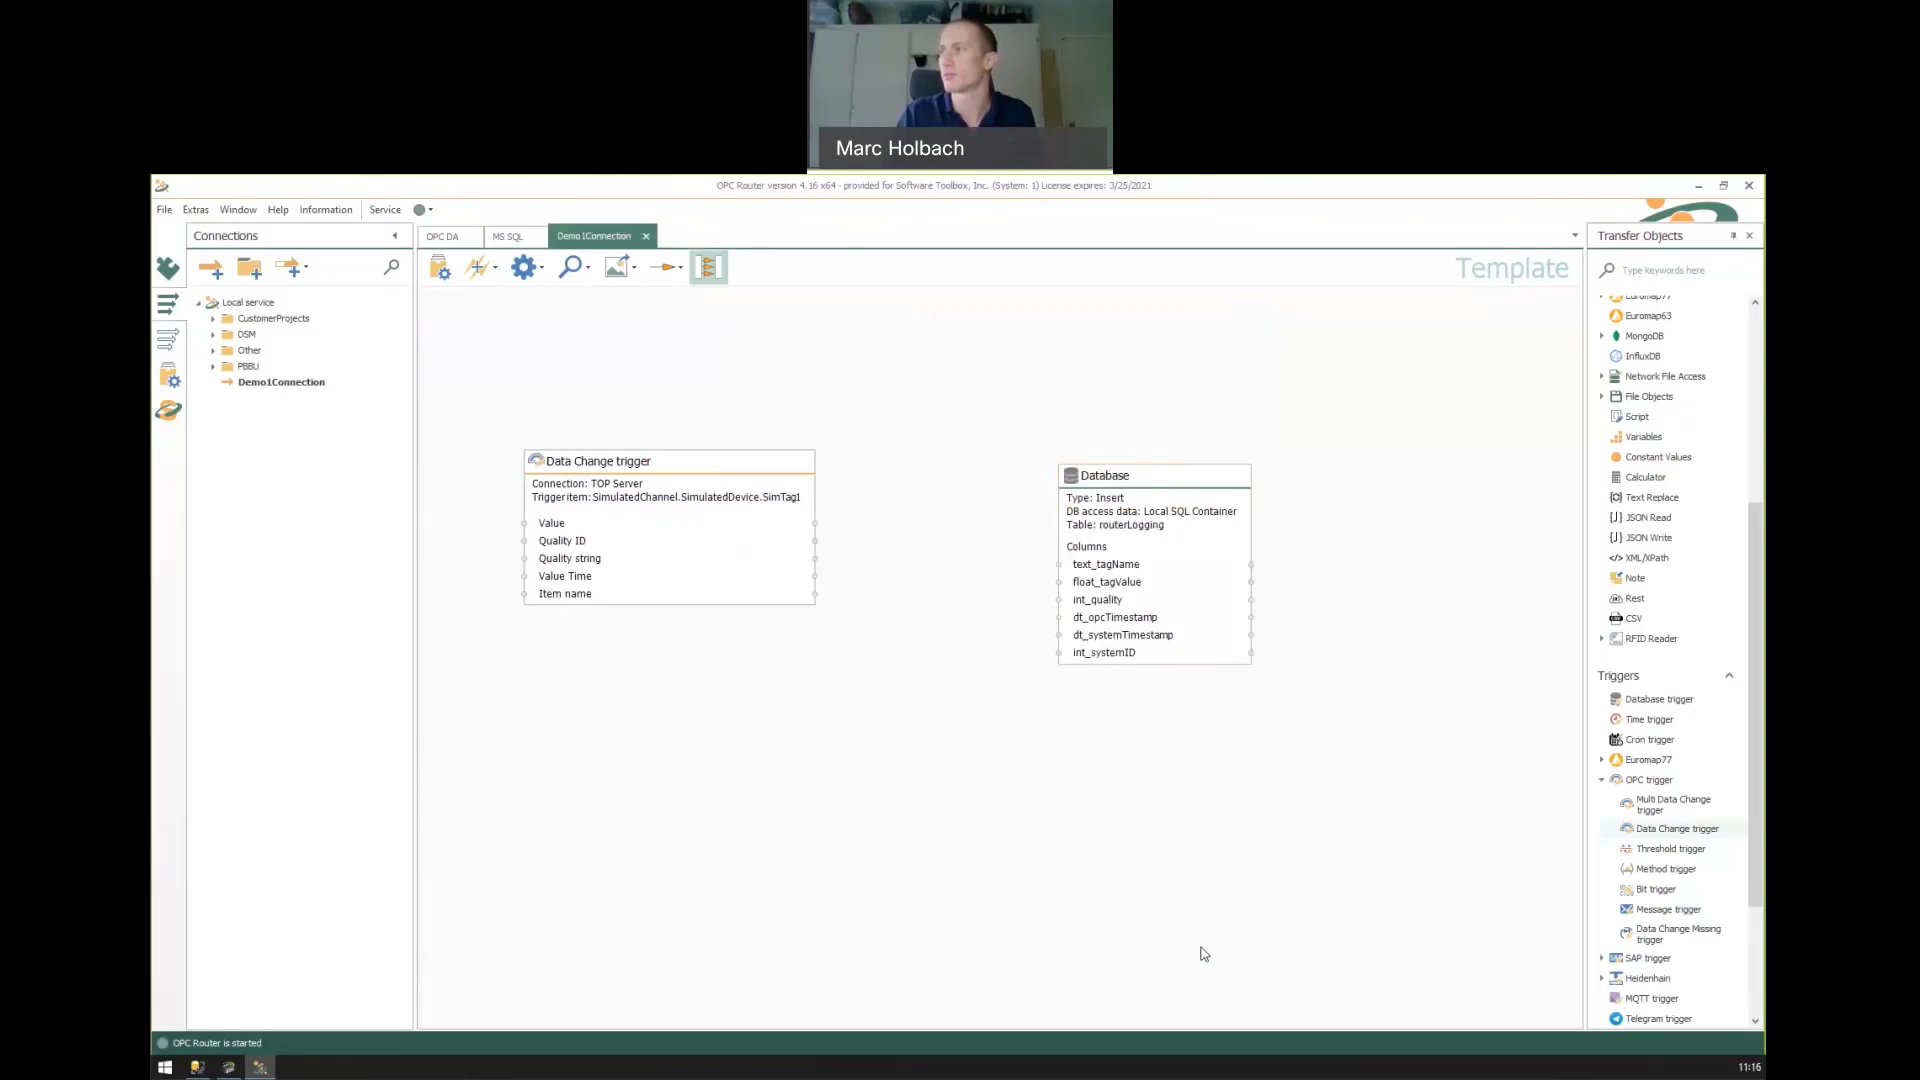 Marc Holbach
OPC Router version 4.16 x64 - provided for Software Toolbox, Inc. (System: 1) License expires: 3/25/2021
File Extras Window Help Information Service
Connections
OPC DA MS SQL Demo1Connection
Transfer Objects
Template
Type keywords here
Local service
CustomerProjects
DSM
Other
PBBU
Demo1Connection
Data Change trigger
Connection: TOP Server
Triggeritem: SimulatedChannel.SimulatedDevice.SimTag1
Value
Quality ID
Quality string
Value Time
Item name
Database
Type: Insert
DB access data: Local SQL Container
Table: routerLogging
Columns
text_tagName
float_tagValue
int_quality
dt_opcTimestamp
dt_systemTimestamp
int_systemID
Euromap77
Euromap63
MongoDB
InfluxDB
Network File Access
File Objects
Script
Variables
Constant Values
Calculator
Text Replace
JSON Read
JSON Write
XML/XPath
Note
Rest
CSV
RFID Reader
Triggers
Database trigger
Time trigger
Cron trigger
Euromap77
OPC trigger
Multi Data Change
trigger
Data Change trigger
Threshold trigger
Method trigger
Bit trigger
Message trigger
Data Change Missing
trigger
SAP trigger
Heidenhain
MQTT trigger
Telegram trigger
OPC Router is started
11:16